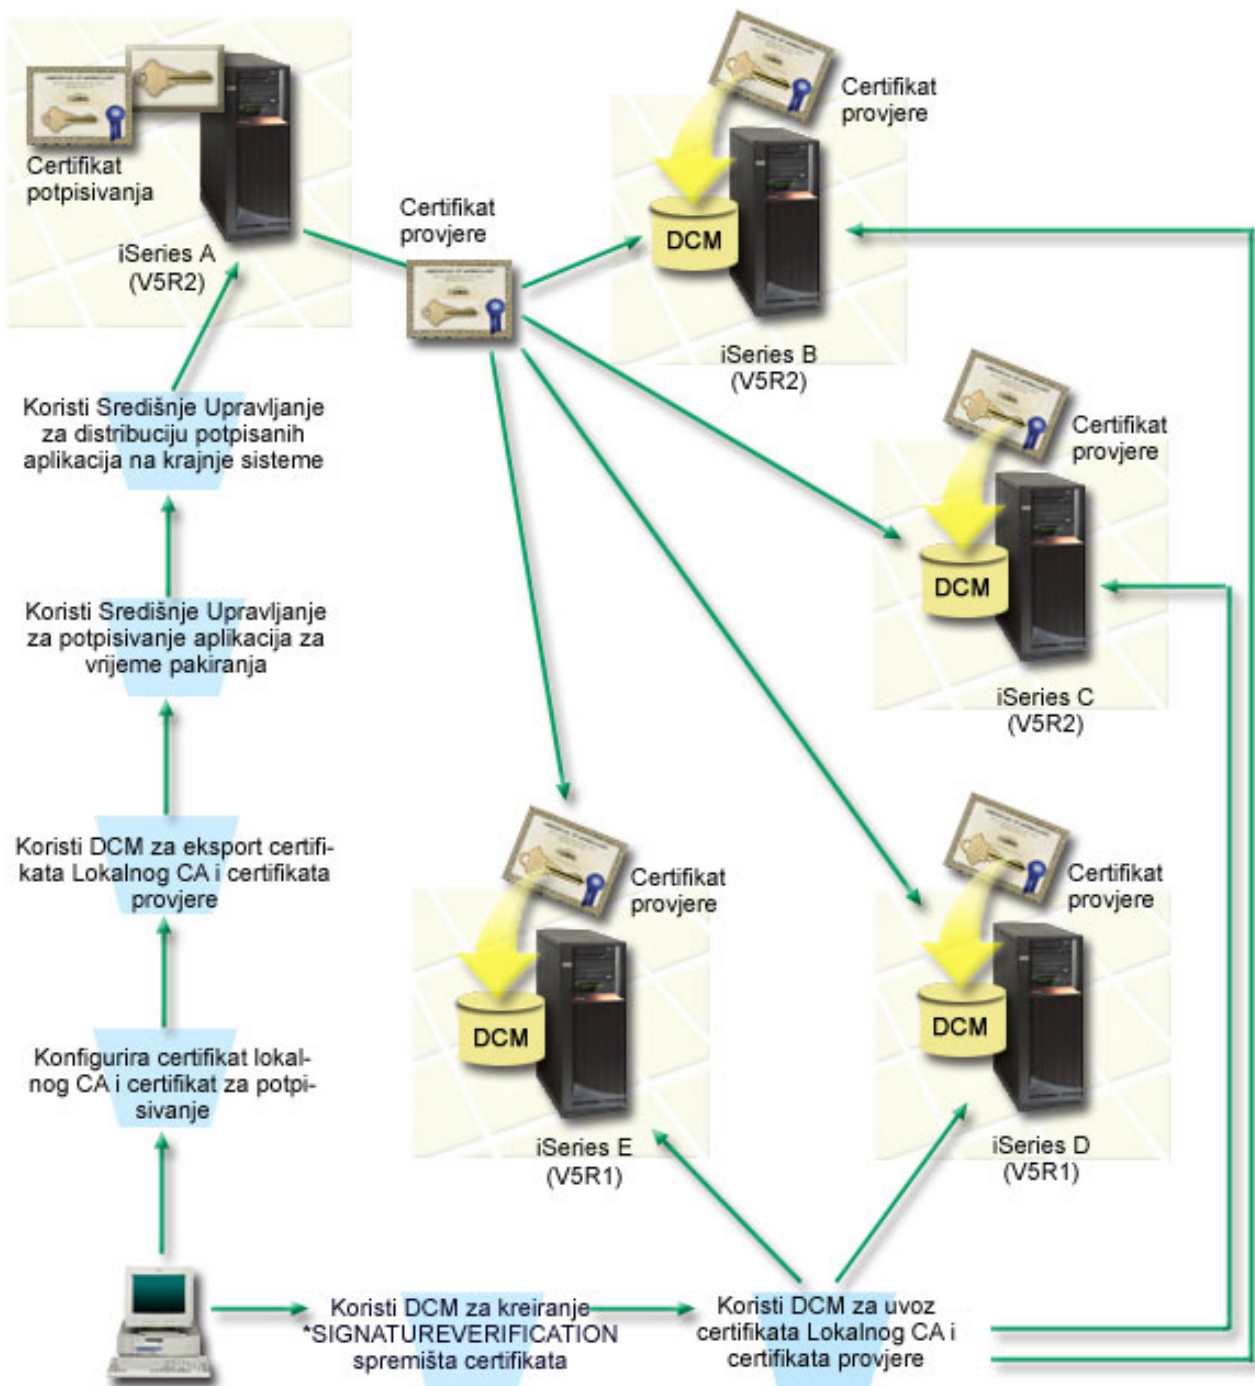 Certifikat
potpisivanja
iSeries A
(V5R2)
Certifikat
provjere
Certifikat
provjere
DCM
iSeries B
(V5R2)
Certifikat
provjere
DCM
iSeries C
(V5R2)
Koristi Središnje Upravljanje
za distribuciju potpisanih
aplikacija na krajnje sisteme
Koristi Središnje Upravljanje
za potpisivanje aplikacija za
vrijeme pakiranja
Koristi DCM za eksport certifi-
kata Lokalnog CA i certifikata
provjere
Konfigurira certifikat lokal-
nog CA i certifikat za potpi-
sivanje
Certifikat
provjere
DCM
iSeries E
(V5R1)
Certifikat
provjere
DCM
iSeries D
(V5R1)
Koristi DCM za kreiranje
*SIGNATUREVERIFICATION
spremišta certifikata
Koristi DCM za uvoz
certifikata Lokalnog CA i
certifikata provjere